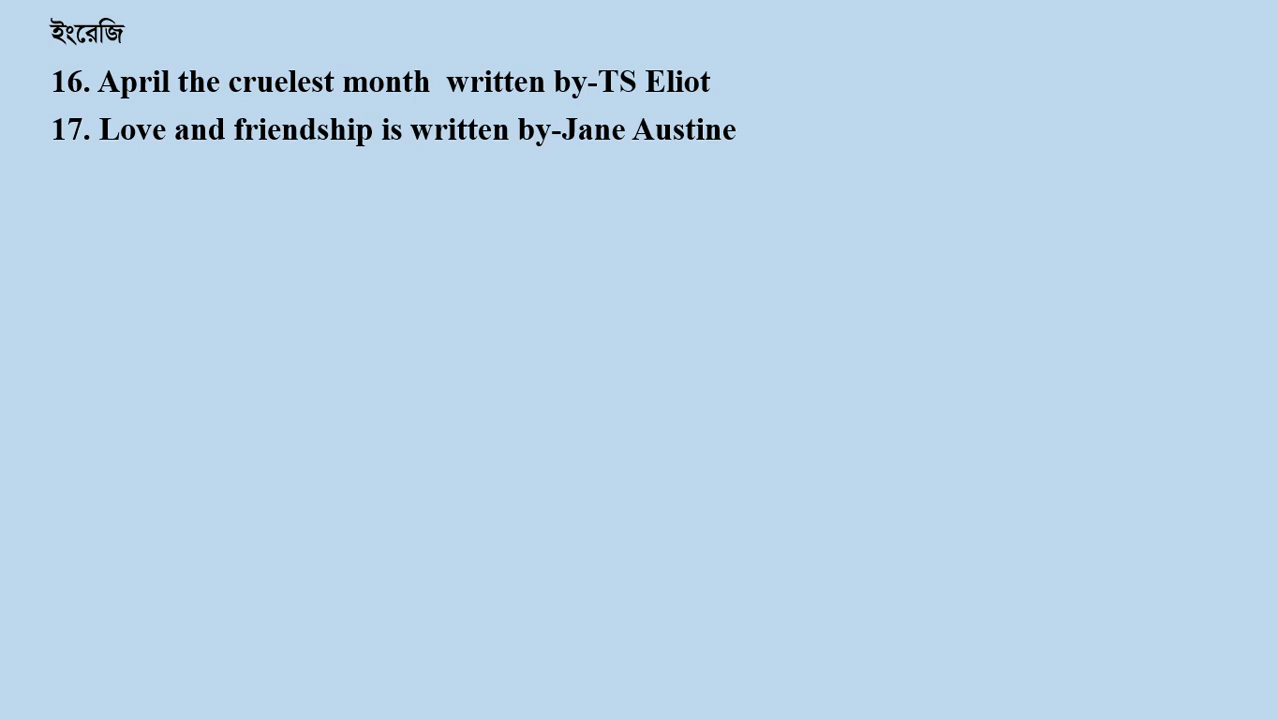 ইংরেজি
16. April the cruelest month  written by-TS Eliot
17. Love and friendship is written by-Jane Austine